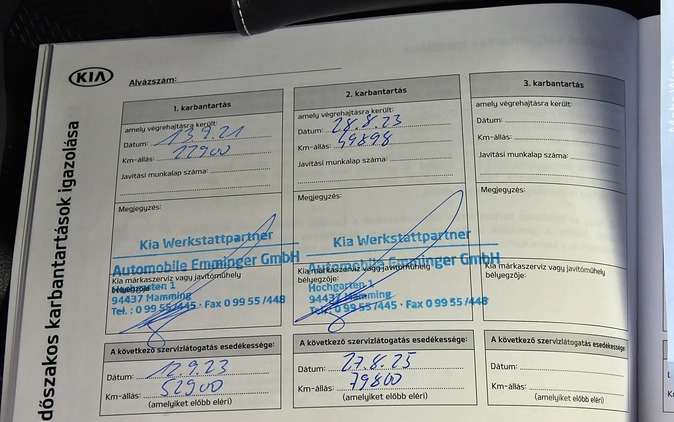 KIA
Alvázszám:
időszakos karbantartások igazolása
1. karbantartás
amely végrehajtásra került:
Dátum: 13.9.21
Km-állás: 22900
Javítási munkalap száma:
Megjegyzés:
Kia Werkstattpartner
Automobile Emminger GmbH
Kia márkaszerviz vagy javítóműhely
bélyegzője:
Hochgarten 1
94437 Mamming
Tel.: 0 99 55/445 · Fax 0 99 55/448
A következő szervizlátogatás esedékessége:
Dátum: 12.9.23
Km-állás: 52900
(amelyiket előbb eléri)
2. karbantartás
amely végrehajtásra került:
Dátum: 28.8.23
Km-állás: 49898
Javítási munkalap száma:
Megjegyzés:
Kia Werkstattpartner
Automobile Emminger GmbH
Kia márkaszerviz vagy javítóműhely
bélyegzője:
Hochgarten 1
94437 Mamming
Tel.: 0 99 55/445 · Fax 0 99 55/448
A következő szervizlátogatás esedékessége:
Dátum: 27.8.25
Km-állás: 79800
(amelyiket előbb eléri)
3. karbantartás
amely végrehajtásra került:
Dátum:
Km-állás:
Javítási munkalap száma:
Megjegyzés:
Kia márkaszerviz vagy javítóműhely
bélyegzője:
A következő szervizlátogatás esedékessége:
Dátum:
Km-állás:
(amelyiket előbb eléri)